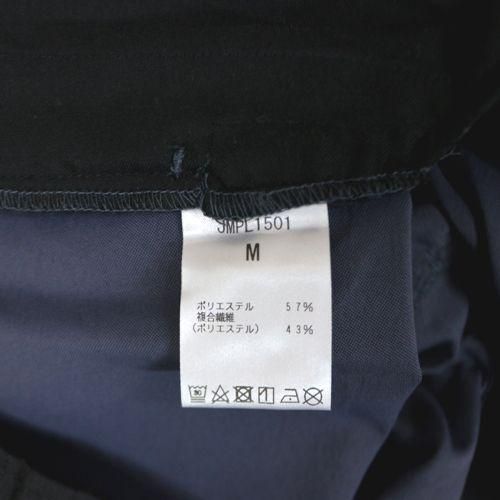 JMPL1501
M
ポリエステル 57%
複合繊維
(ポリエステル) 43%